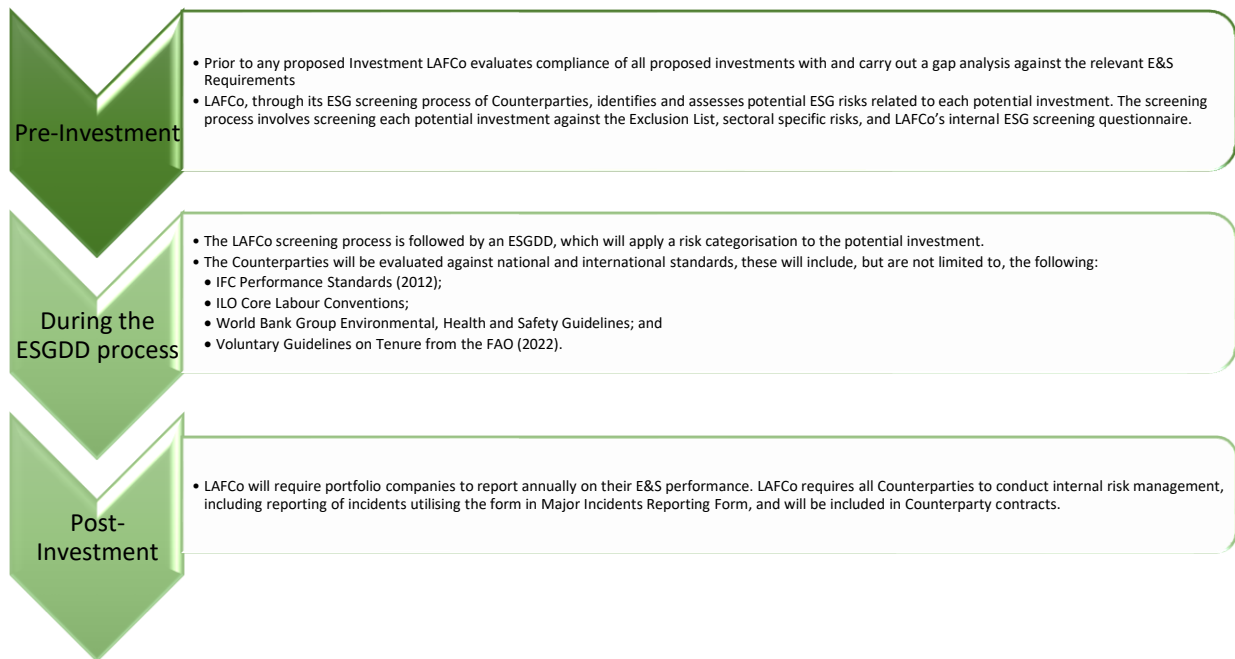 Pre-Investment
• Prior to any proposed Investment LAFCo evaluates compliance of all proposed investments with and carry out a gap analysis against the relevant E&S
Requirements
• LAFCo, through its ESG screening process of Counterparties, identifies and assesses potential ESG risks related to each potential investment. The screening
process involves screening each potential investment against the Exclusion List, sectoral specific risks, and LAFCo's internal ESG screening questionnaire.
During the
ESGDD process
• The LAFCo screening process is followed by an ESGDD, which will apply a risk categorisation to the potential investment.
• The Counterparties will be evaluated against national and international standards, these will include, but are not limited to, the following:
• IFC Performance Standards (2012);
• ILO Core Labour Conventions;
• World Bank Group Environmental, Health and Safety Guidelines; and
• Voluntary Guidelines on Tenure from the FAO (2022).
Post-
Investment
• LAFCo will require portfolio companies to report annually on their E&S performance. LAFCo requires all Counterparties to conduct internal risk management,
including reporting of incidents utilising the form in Major Incidents Reporting Form, and will be included in Counterparty contracts.